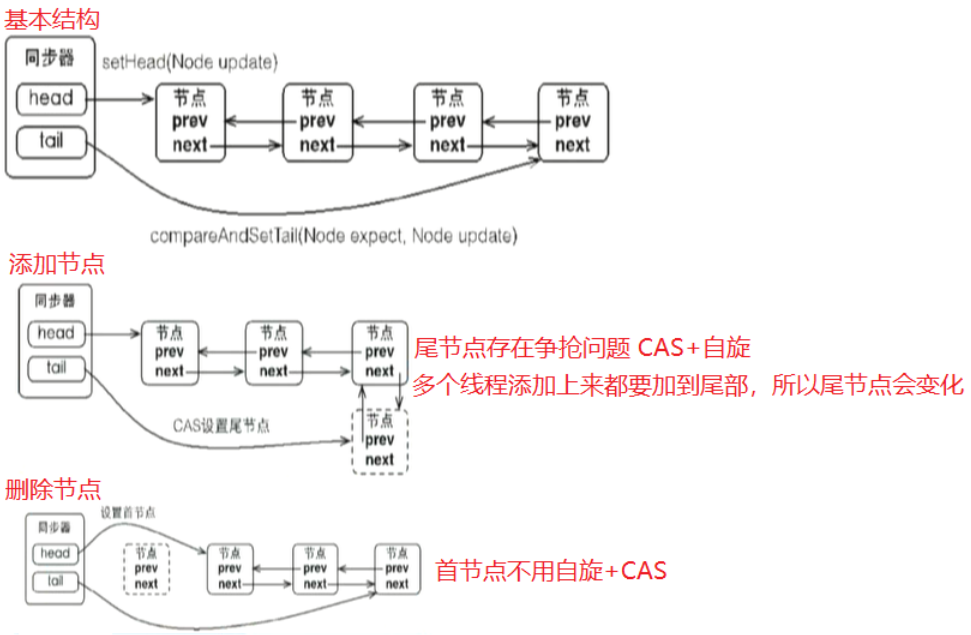 基本结构
同步器
setHead(Node update)
head
tail
节点
prev
next
节点
prev
next
节点
prev
next
节点
prev
next
compareAndSetTail(Node expect, Node update)
添加节点
同步器
head
tail
节点
prev
next
节点
prev
next
节点
prev
next
尾节点存在争抢问题 CAS+自旋
多个线程添加上来都要加到尾部，所以尾节点会变化
CAS设置尾节点
节点
prev
next
删除节点
设置首节点
同步器
head
tail
节点
prev
next
节点
prev
next
节点
prev
next
节点
prev
next
首节点不用自旋+CAS